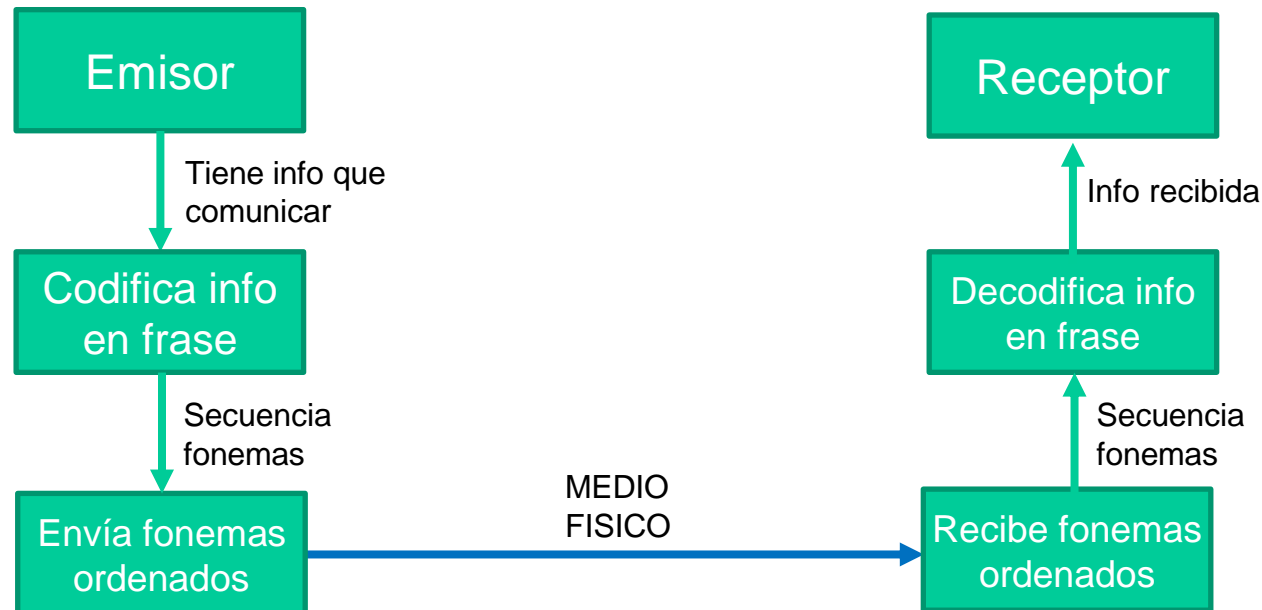 Emisor
Receptor
Tiene info que
comunicar
Info recibida
Codifica info
en frase
Decodifica info
en frase
Secuencia
fonemas
Secuencia
fonemas
MEDIO
FISICO
Envía fonemas
ordenados
Recibe fonemas
ordenados